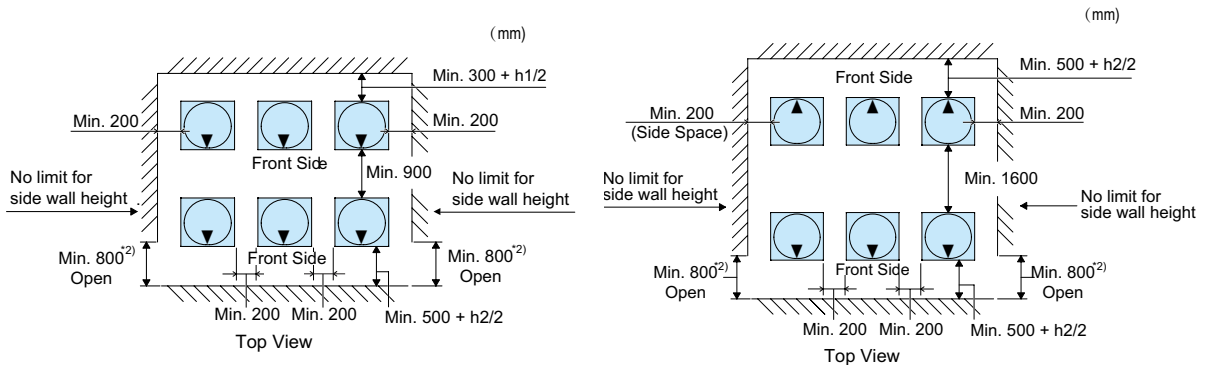 (mm)
Min. 300 + h1/2
Min. 200
Min. 200
Front Side
Min. 900
No limit for
side wall height
No limit for
side wall height
Min. 800*2)
Open
Front Side
Min. 800*2)
Open
Min. 200
Min. 200
Min. 500 + h2/2
Top View
(mm)
Front Side
Min. 500 + h2/2
Min. 200
(Side Space)
Min. 200
No limit for
side wall height
Min. 1600
No limit for
side wall height
Min. 800*2)
Open
Front Side
Min. 800*2)
Open
Min. 200
Min. 200
Min. 500 + h2/2
Top View